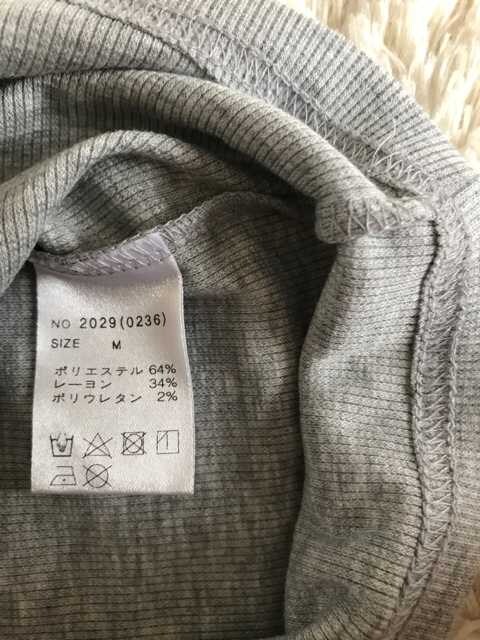 NO 2029(0236)
SIZE M
ポリエステル 64%
レーヨン 34%
ポリウレタン 2%